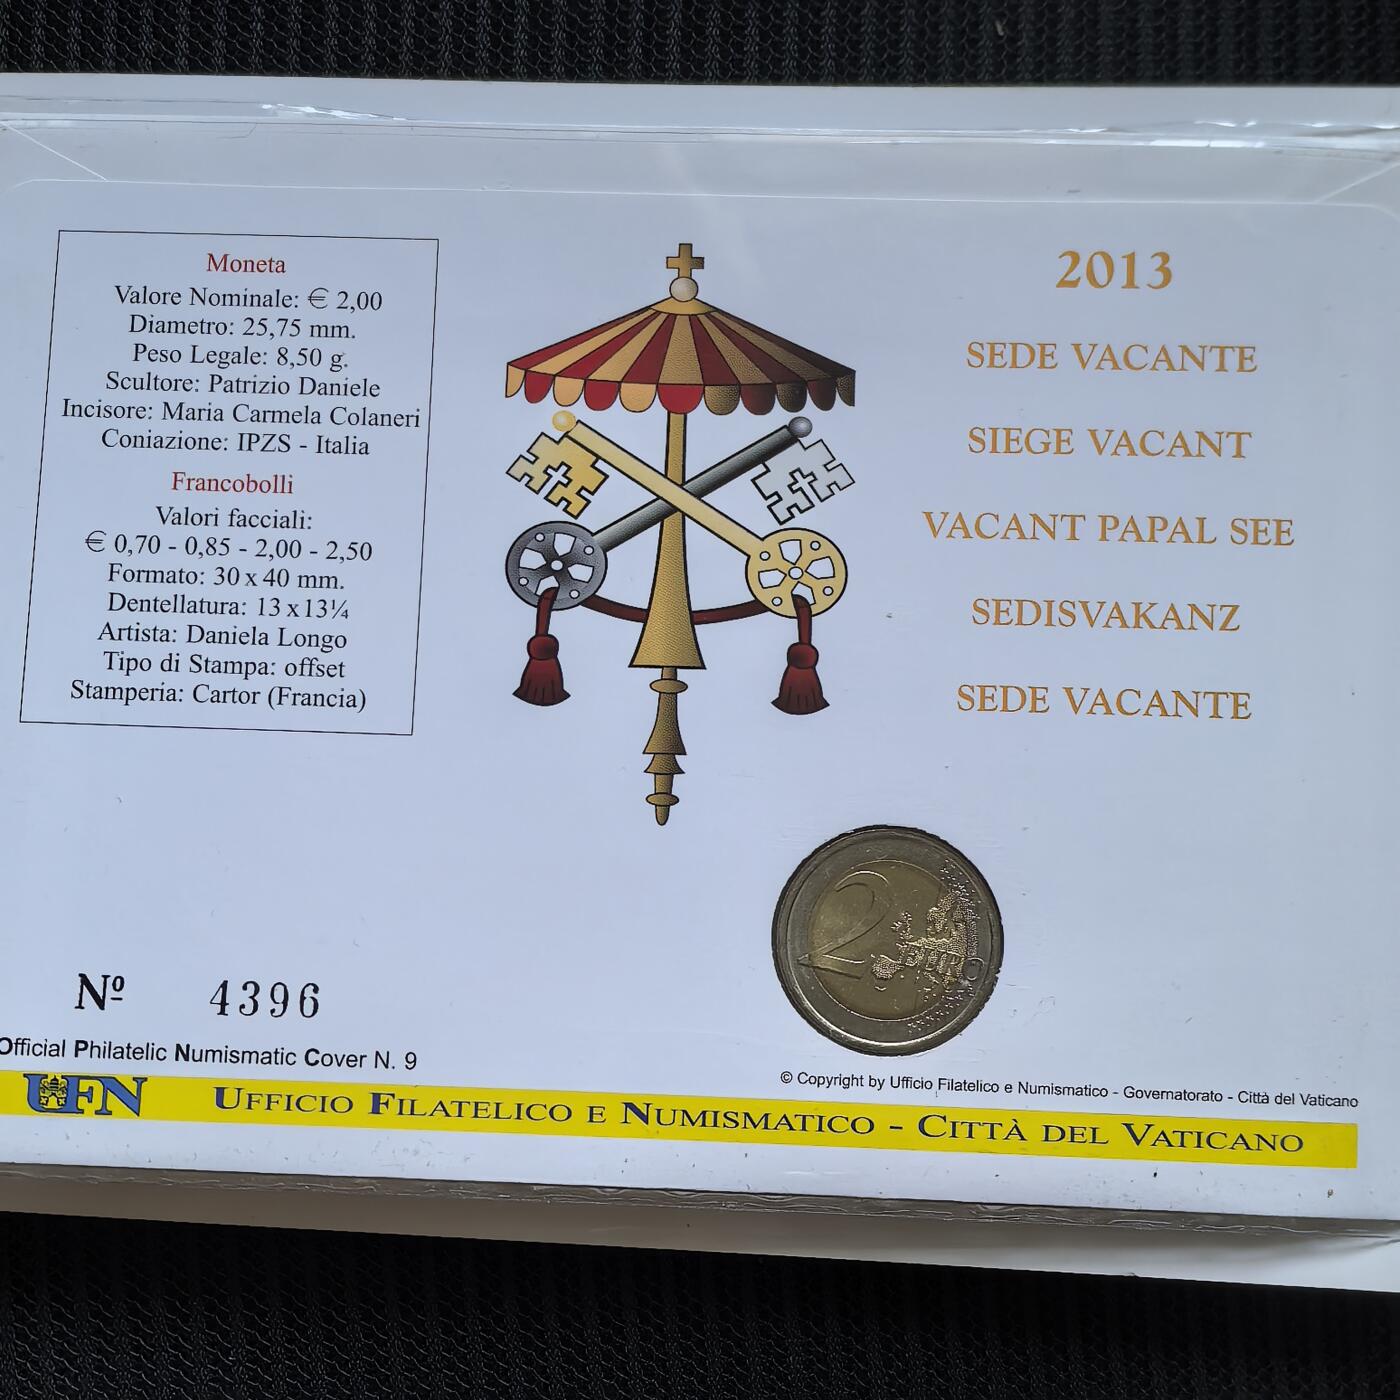 Moneta
Valore Nominale: € 2,00
Diametro: 25,75 mm.
Peso Legale: 8,50 g.
Scultore: Patrizio Daniele
Incisore: Maria Carmela Colaneri
Coniazione: IPZS - Italia
Francobolli
Valori facciali:
€ 0,70 - 0,85 - 2,00 - 2,50
Formato: 30 x 40 mm.
Dentellatura: 13 x 13¼
Artista: Daniela Longo
Tipo di Stampa: offset
Stamperia: Cartor (Francia)
2013
SEDE VACANTE
SIEGE VACANT
VACANT PAPAL SEE
SEDISVAKANZ
SEDE VACANTE
2 EURO
Nº 4396
Official Philatelic Numismatic Cover N. 9
© Copyright by Ufficio Filatelico e Numismatico - Governatorato - Città del Vaticano
UFN UFFICIO FILATELICO E NUMISMATICO - CITTÀ DEL VATICANO